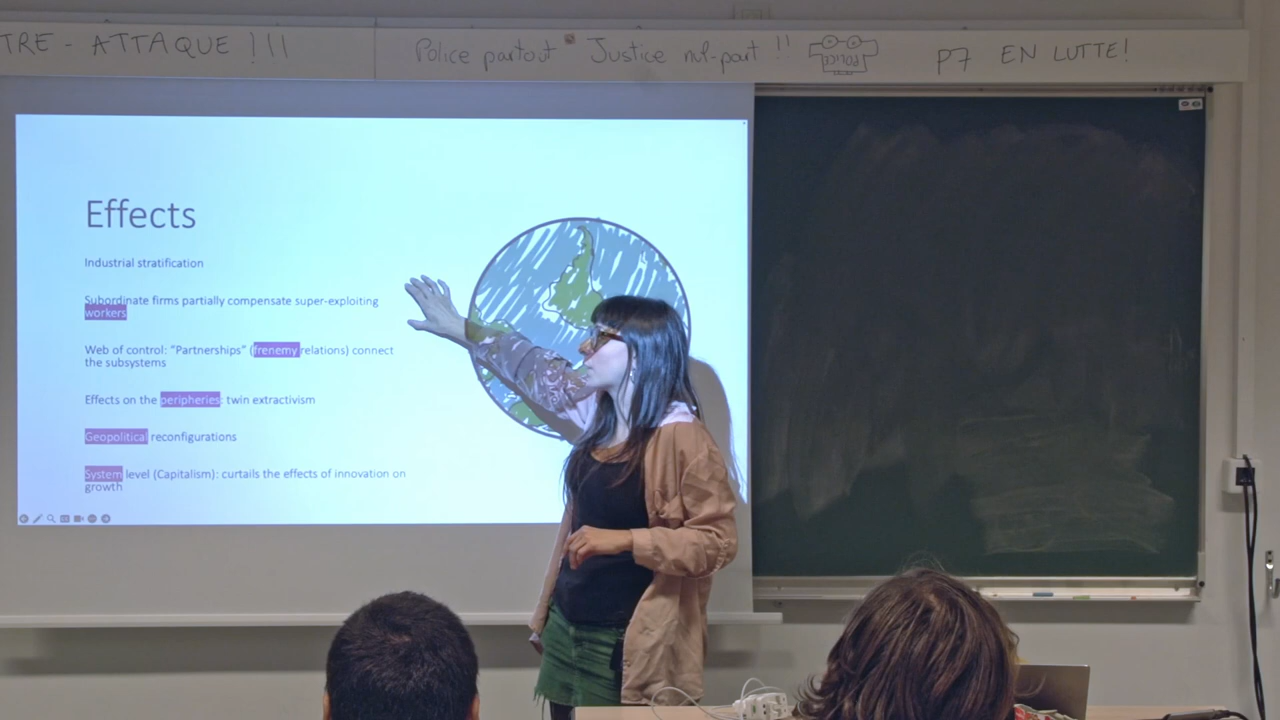 TRE - ATTAQUE !!!
Police partout Justice nulle-part !! POLICE P7 EN LUTTE!
Effects
Industrial stratification
Subordinate firms partially compensate super-exploiting
workers
Web of control: “Partnerships” (frenemy relations) connect
the subsystems
Effects on the peripheries: twin extractivism
Geopolitical reconfigurations
System level (Capitalism): curtails the effects of innovation on
growth